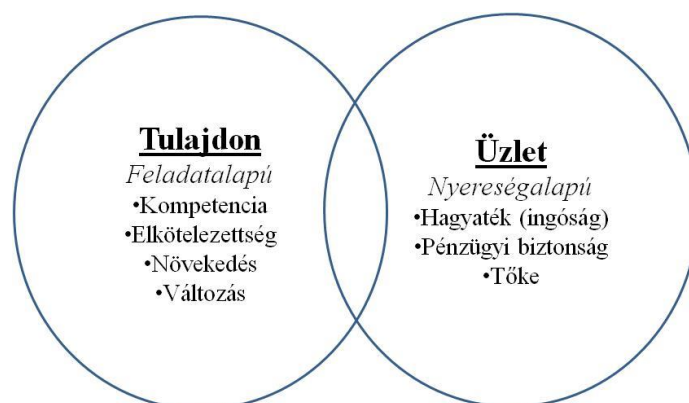 Tulajdon
Feladatalapú
•Kompetencia
•Elkötelezettség
•Növekedés
•Változás
Üzlet
Nyereségalapú
•Hagyaték (ingóság)
•Pénzügyi biztonság
•Tőke